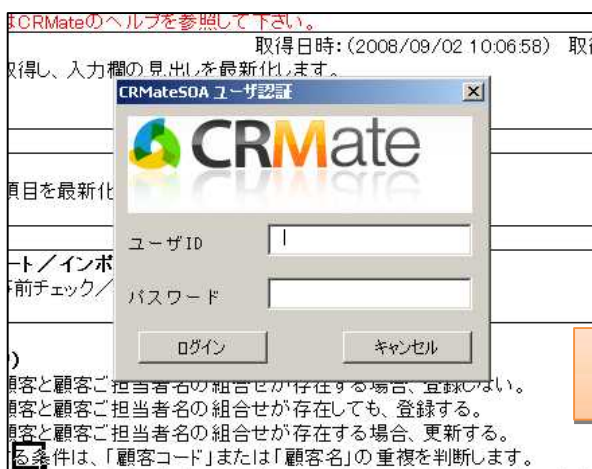 はCRMateのヘルプを参照して下さい。
取得日時:(2008/09/02 10:06:58) 取
取得し、入力欄の見出しを最新化します。
CRMateSOA ユーザ認証
CRMate
項目を最新化
ユーザID
ート／インポ
前チェック／
パスワード
ログイン
キャンセル
)
顧客と顧客ご担当者名の組合せが存在する場合、登録しない。
顧客と顧客ご担当者名の組合せが存在しても、登録する。
顧客と顧客ご担当者名の組合せが存在する場合、更新する。
る条件は、「顧客コード」または「顧客名」の重複を判断します。